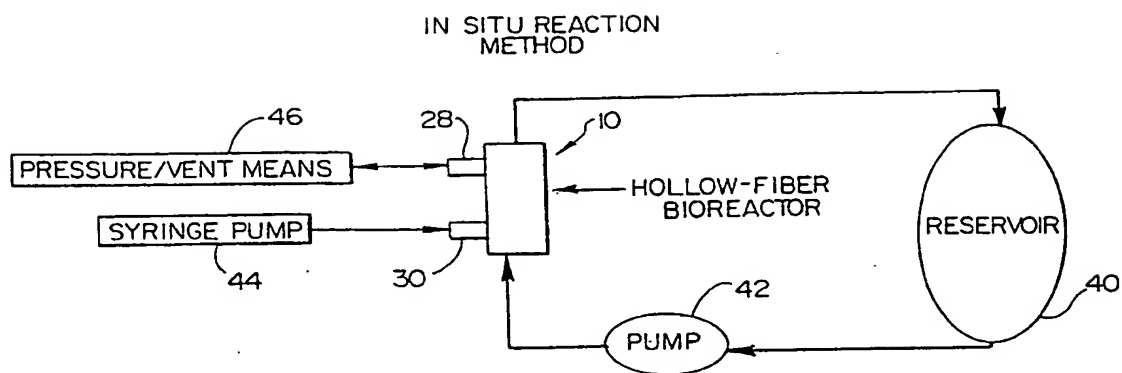 IN SITU REACTION
METHOD
46
28
10
PRESSURE/VENT MEANS
HOLLOW-FIBER
BIOREACTOR
SYRINGE PUMP
44
30
RESERVOIR
42
40
PUMP